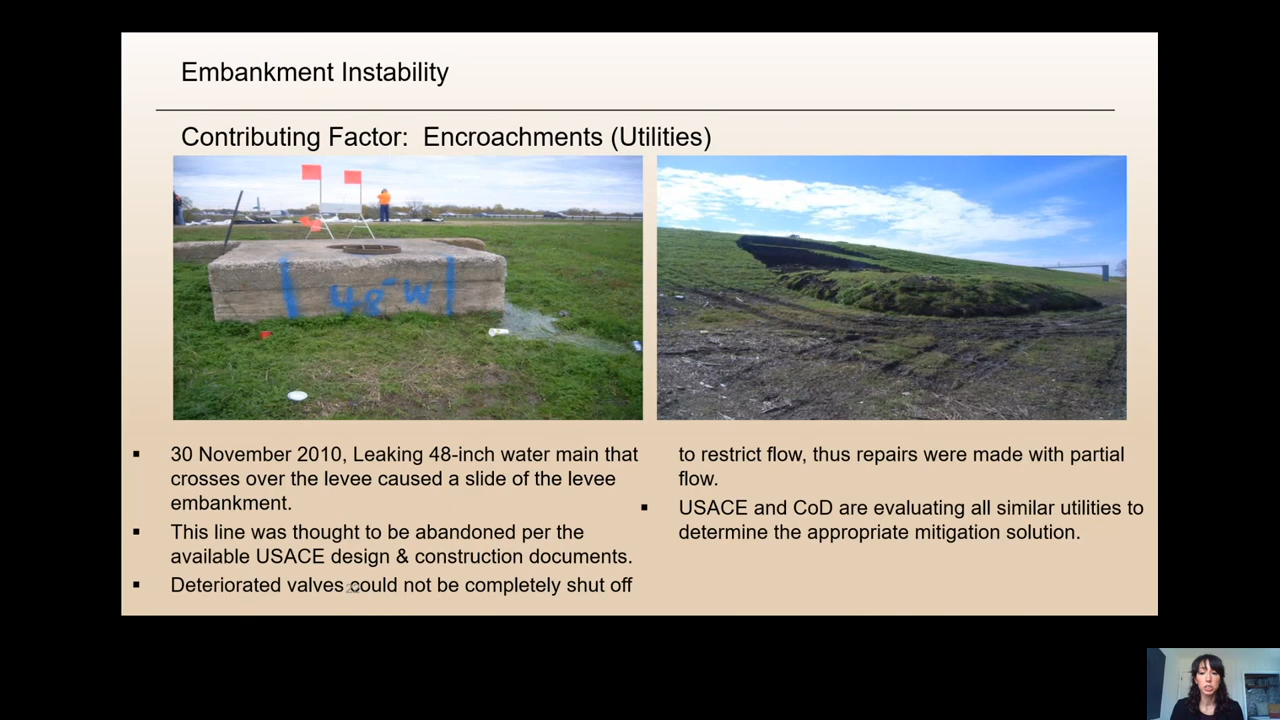 Embankment Instability
Contributing Factor:  Encroachments (Utilities)
48" W
▪ 30 November 2010, Leaking 48-inch water main that
crosses over the levee caused a slide of the levee
embankment.
▪ This line was thought to be abandoned per the
available USACE design & construction documents.
▪ Deteriorated valves could not be completely shut off
22
to restrict flow, thus repairs were made with partial
flow.
▪ USACE and CoD are evaluating all similar utilities to
determine the appropriate mitigation solution.